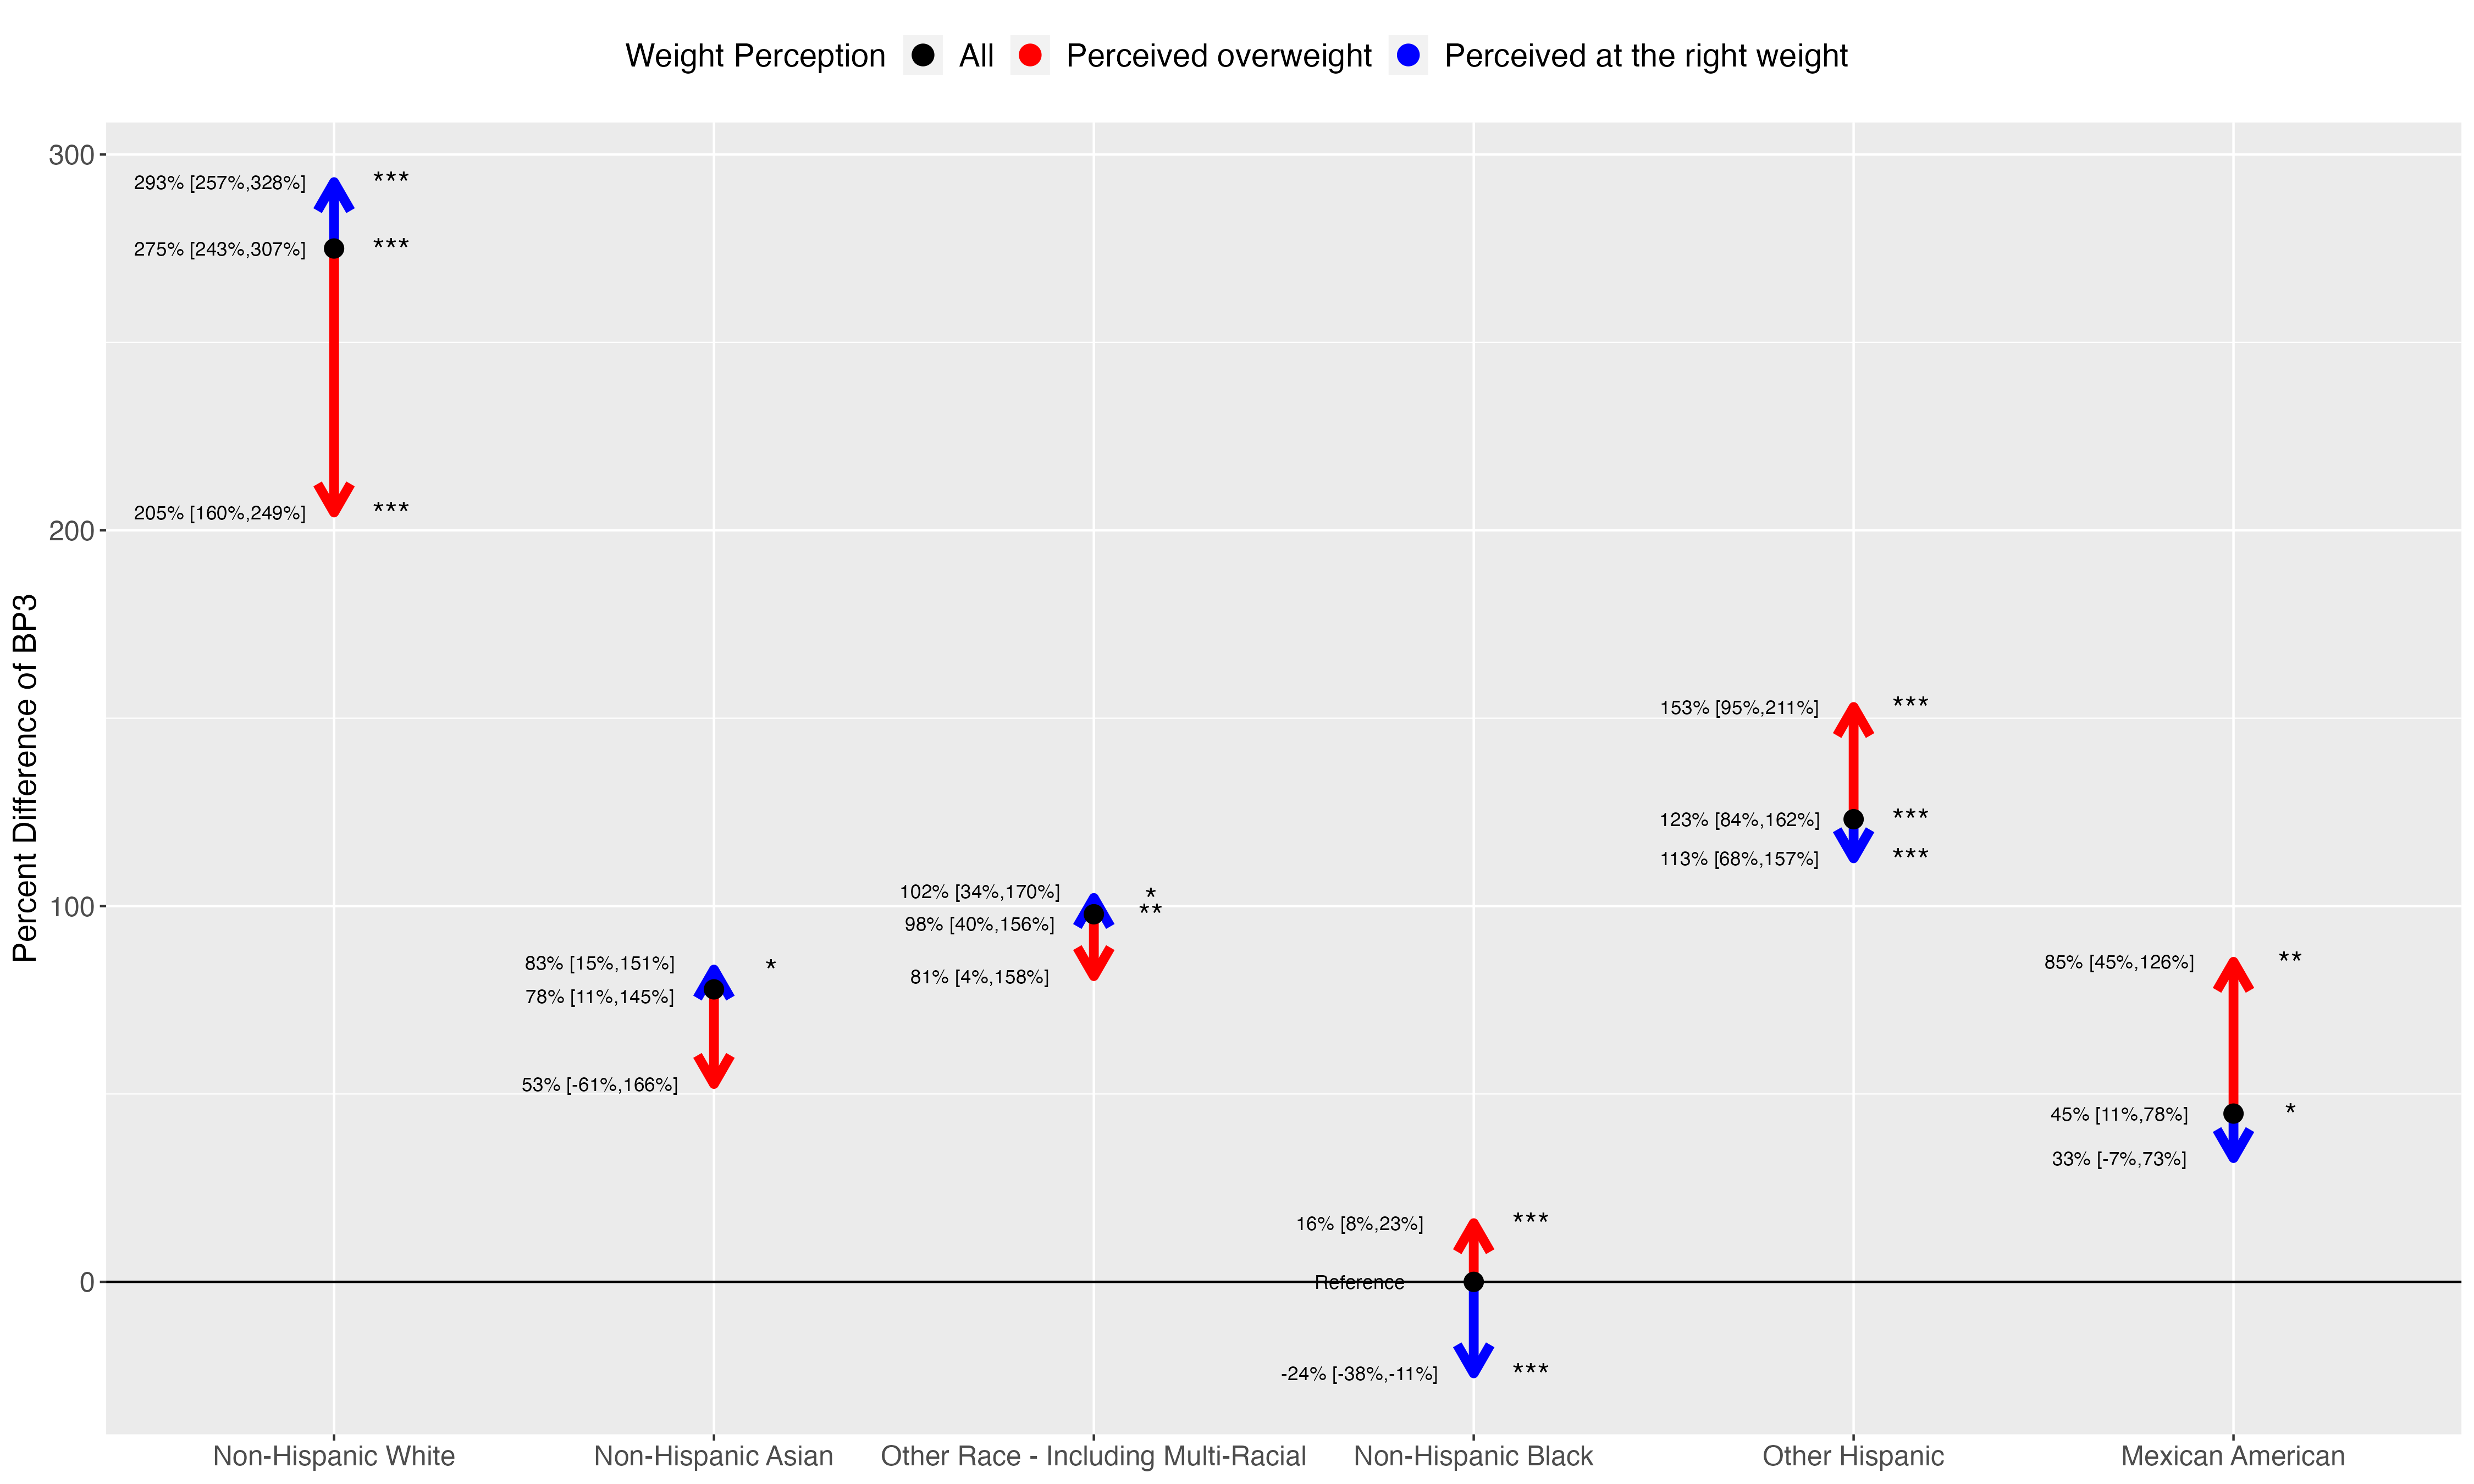 Weight Perception All Perceived overweight Perceived at the right weight
Percent Difference of BP3
300
200
100
0
293% [257%,328%] ***
275% [243%,307%] ***
205% [160%,249%] ***
83% [15%,151%] *
78% [11%,145%]
53% [-61%,166%]
102% [34%,170%] *
98% [40%,156%] **
81% [4%,158%]
16% [8%,23%] ***
Reference
-24% [-38%,-11%] ***
153% [95%,211%] ***
123% [84%,162%] ***
113% [68%,157%] ***
85% [45%,126%] **
45% [11%,78%] *
33% [-7%,73%]
Non-Hispanic White Non-Hispanic Asian Other Race - Including Multi-Racial Non-Hispanic Black Other Hispanic Mexican American